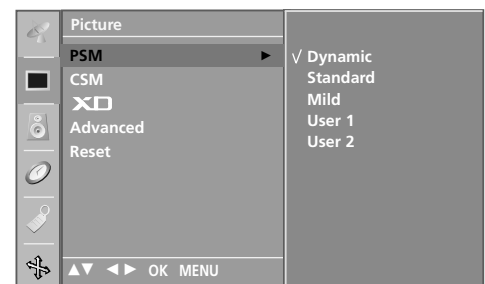 Picture
PSM ►
CSM
XD
Advanced
Reset
▲▼ ◄► OK MENU
√ Dynamic
Standard
Mild
User 1
User 2